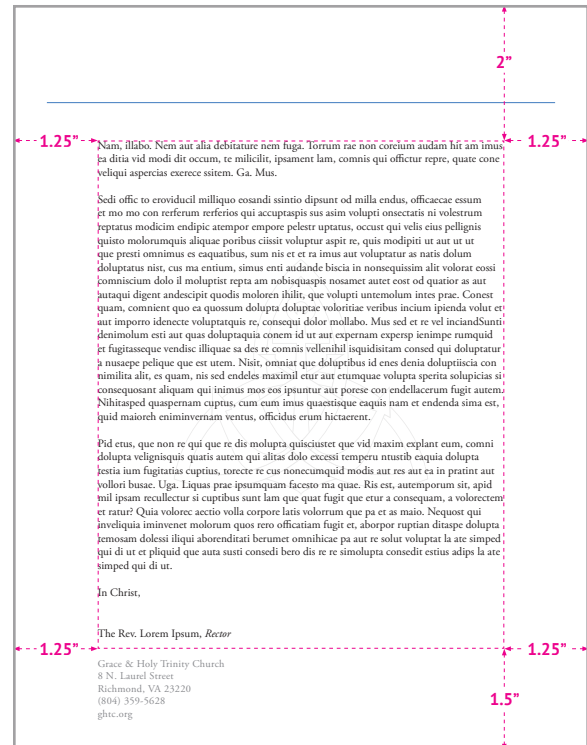 2”
1.25”
1.25”
Nam, illabo. Nem aut alia debitature nem fuga. Torrum rae non coreium audam hit am imus
ea ditia vid modi dit occum, te milicilit, ipsament lam, comnis qui offictur repre, quate cone
veliqui aspercias exerece ssitem. Ga. Mus.
Sedi offic to eroviducil milliquo eosandi ssintio dipsunt od milla endus, officaecae essum
et mo mo con rerferum rerferios qui accuptaspis sus asim volupti onsectatis ni volestrum
reptatus modicim endipic atempor empore pelestr uptatus, occust qui velis eius pellignis
quisto molorumquis aliquae poribus ciissit voluptur aspit re, quis modipiti ut aut ut ut
que presti omnimus es eaquatibus, sum nis et et ra imus aut voluptatur as natis dolum
doluptatus nist, cus ma entium, simus enti audande biscia in nonsequissim alit volorat eossi
comniscium dolo il moluptist repta am nobisquaspis nosamet autet eost od quatior as aut
autaqui digent andescipit quodis moloren ihilit, que volupti untemolum intes prae. Conest
quam, comnient quo ea quossum dolupta doluptae voloritiae veribus incium ipienda volut et
aut imporro idenecte voluptatquis re, consequi dolor mollabo. Mus sed et re vel inciandSunti
denimolum esti aut quas doluptaquia conem id ut aut expernam expersp ienimpe rumquid
et fugitasseque vendisc illiquae sa des re comnis vellenihil isquidisitam consed qui doluptatur
a nusaepe pelique que est utem. Nisit, omniat que doluptibus id enes denia doluptiiscia con
nimilita alit, es quam, nis sed endeles maximil etur aut etumquae volupta sperita solupicias si
consequosant aliquam qui inimus mos eos ipsuntur aut porese con endellacerum fugit autem.
Nihitasped quaspernam cuptus, cum eum imus quaestisque eaquis nam et endenda sima est,
quid maioreh eniminvernam ventus, officidus erum hictaerent.
Pid etus, que non re qui que re dis molupta quisciustet que vid maxim explant eum, comni
dolupta velignisquis quatis autem qui alitas dolo excessi temperu ntustib eaquia dolupta
testia ium fugitatias cuptius, torecte re cus nonecumquid modis aut res aut ea in pratint aut
vollori busae. Uga. Liquas prae ipsumquam facesto ma quae. Ris est, autemporum sit, apid
mil ipsam recullectur si cuptibus sunt lam que quat fugit que etur a consequam, a volorectem
et ratur? Quia volorec aectio volla corpore latis volorrum que pa et as maio. Nequost qui
inveliquia iminvenet molorum quos rero officatiam fugit et, aborpor ruptian ditaspe dolupta
temosam dolessi iliqui aborenditati berumet omnihicae pa aut re solut voluptat la ate simped
qui di ut et pliquid que auta susti consedi bero dis re re simolupta consedit estius adips la ate
simped qui di ut.
In Christ,
The Rev. Lorem Ipsum, Rector
1.25”
1.25”
Grace & Holy Trinity Church
8 N. Laurel Street
Richmond, VA 23220
(804) 359-5628
ghtc.org
1.5”